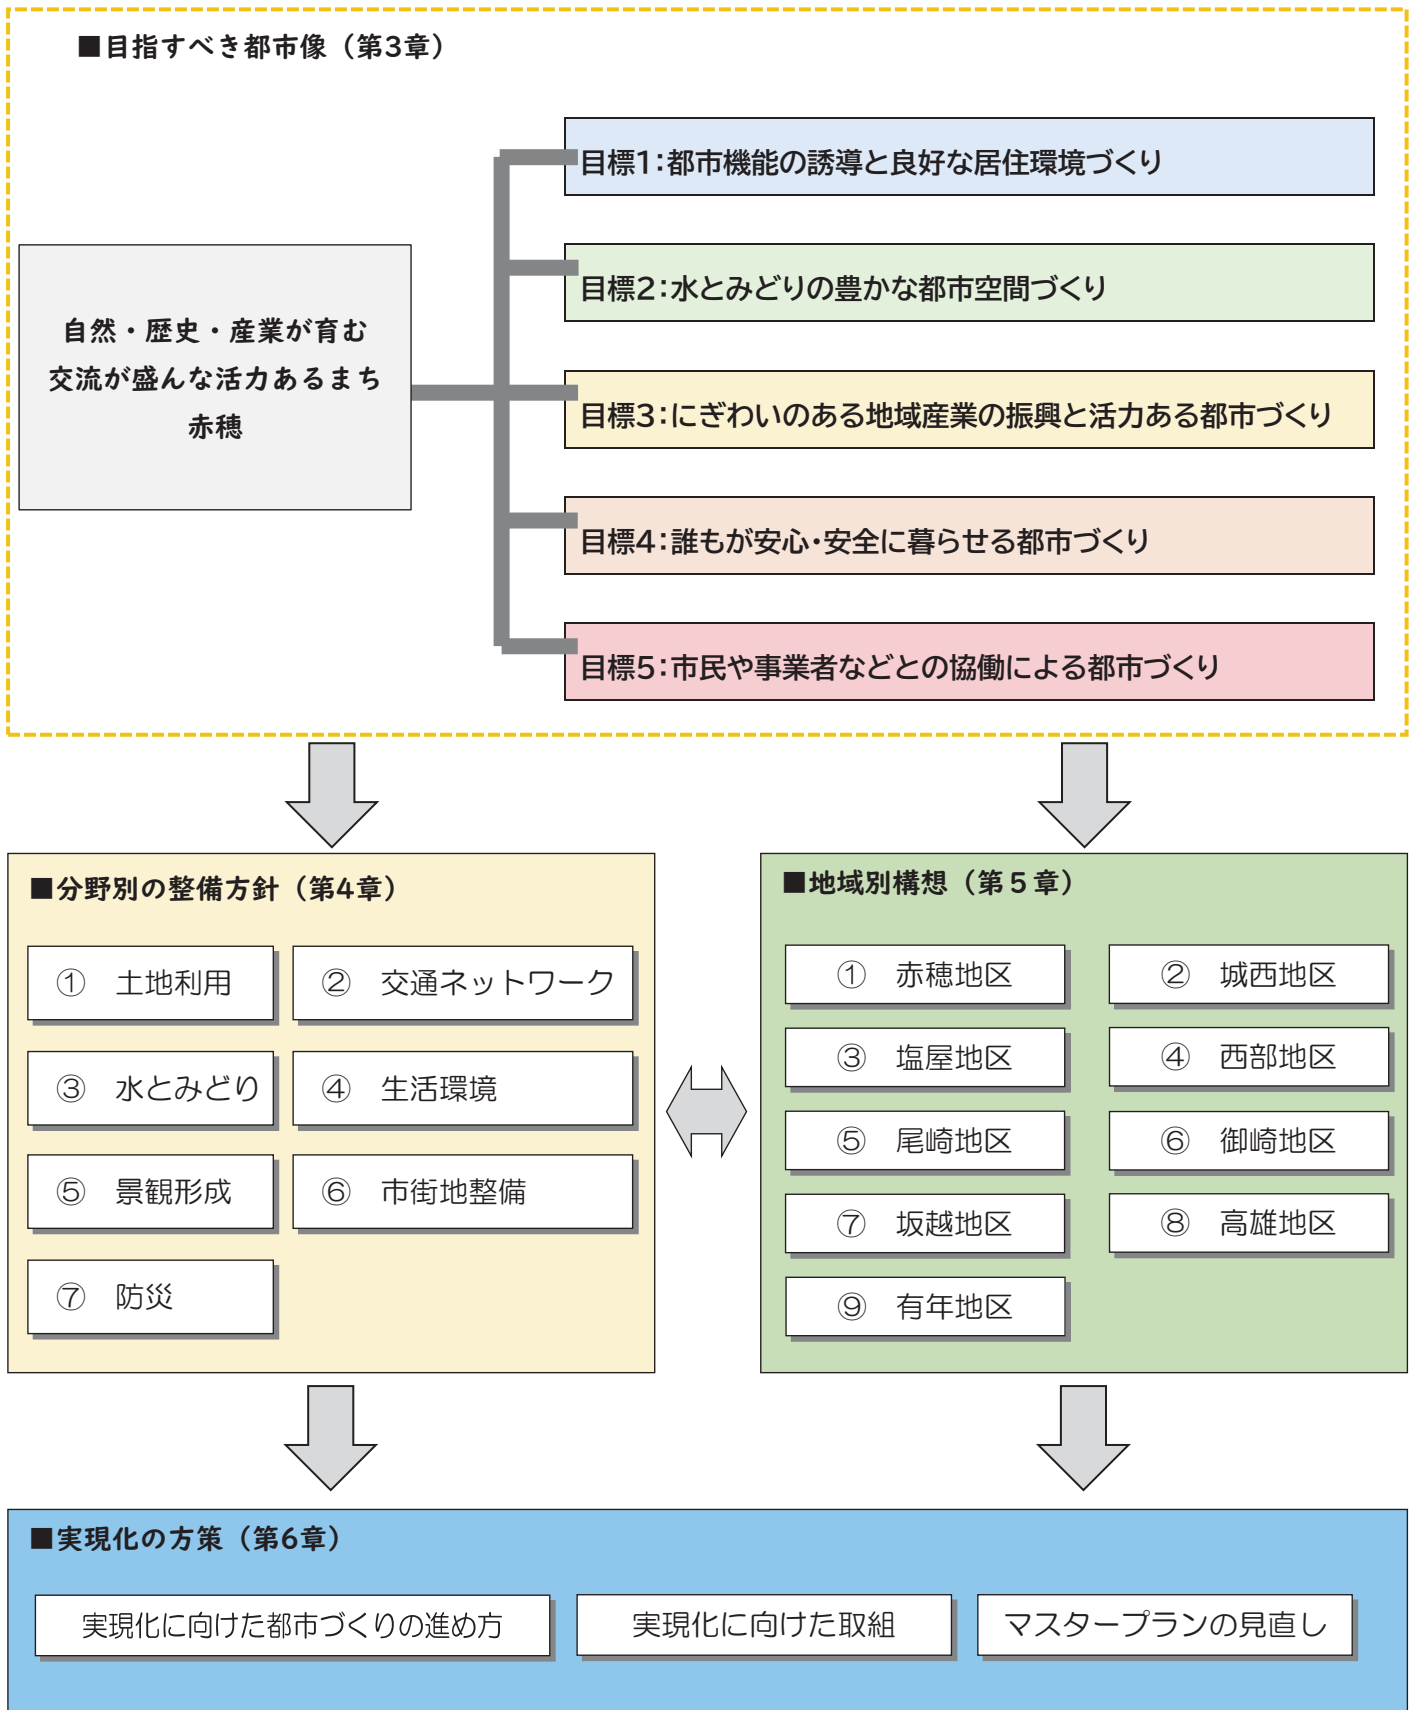 ■目指すべき都市像（第3章）
目標1：都市機能の誘導と良好な居住環境づくり
目標2：水とみどりの豊かな都市空間づくり
自然・歴史・産業が育む
交流が盛んな活力あるまち
赤穂
目標3：にぎわいのある地域産業の振興と活力ある都市づくり
目標4：誰もが安心・安全に暮らせる都市づくり
目標5：市民や事業者などとの協働による都市づくり
■分野別の整備方針（第4章）
①　土地利用
②　交通ネットワーク
③　水とみどり
④　生活環境
⑤　景観形成
⑥　市街地整備
⑦　防災
■地域別構想（第５章）
①　赤穂地区
②　城西地区
③　塩屋地区
④　西部地区
⑤　尾崎地区
⑥　御崎地区
⑦　坂越地区
⑧　高雄地区
⑨　有年地区
■実現化の方策（第6章）
実現化に向けた都市づくりの進め方
実現化に向けた取組
マスタープランの見直し